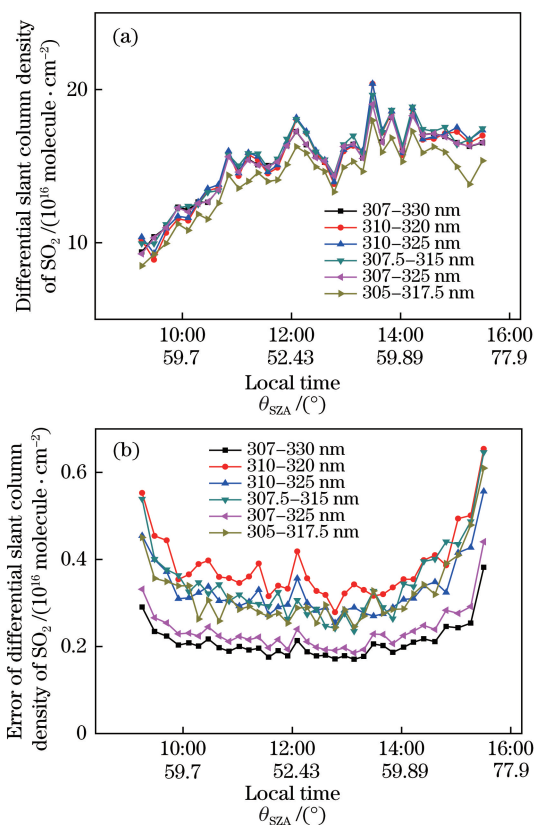 (a)
Differential slant column density
of SO₂ /(10¹⁶ molecule · cm⁻²)
20
10
307–330 nm
310–320 nm
310–325 nm
307.5–315 nm
307–325 nm
305–317.5 nm
10:00 12:00 14:00 16:00
59.7 52.43 59.89 77.9
Local time
θSZA /(°)
(b)
Error of differential slant column
density of SO₂ /(10¹⁶ molecule · cm⁻²)
0.6
0.4
0.2
0
307–330 nm
310–320 nm
310–325 nm
307.5–315 nm
307–325 nm
305–317.5 nm
10:00 12:00 14:00 16:00
59.7 52.43 59.89 77.9
Local time
θSZA /(°)